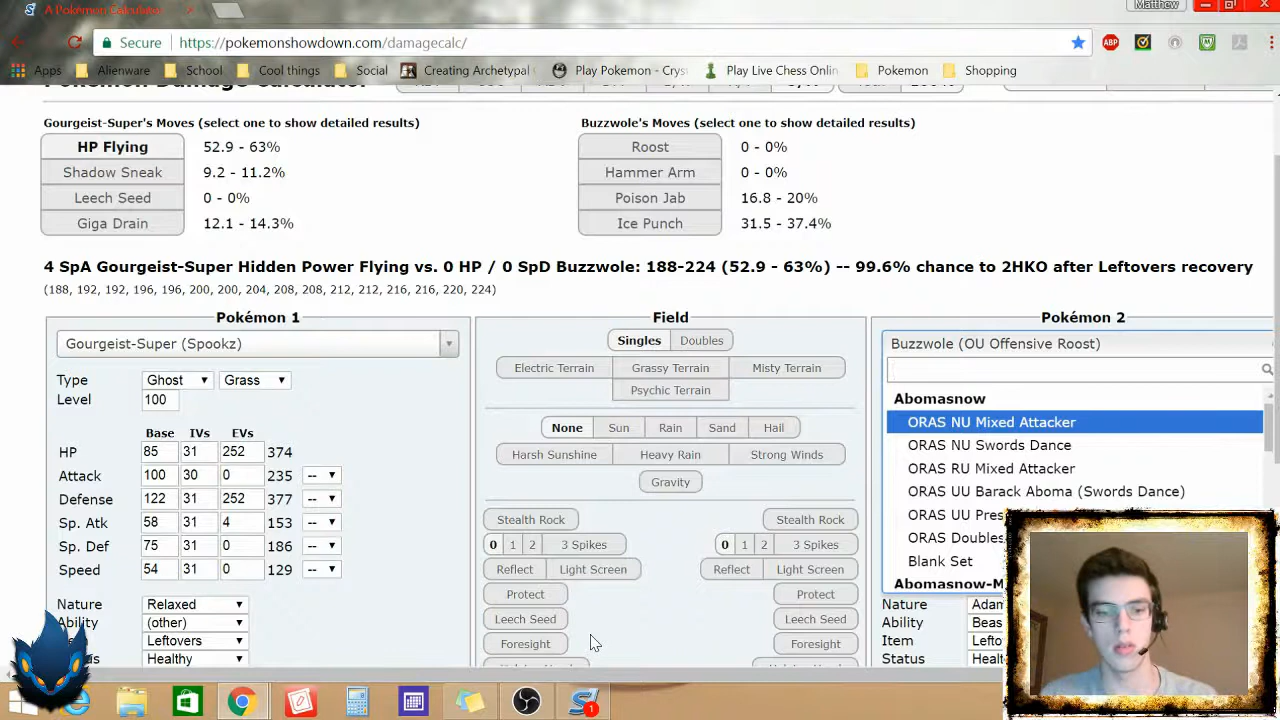 A Pokemon Calculator
Matthew
Secure https://pokemonshowdown.com/damagecalc/
ABP
Apps Alienware School Cool things Social Creating Archetypal Play Pokemon - Crys Play Live Chess Onlin Pokemon Shopping
Pokémon Damage Calculator
Gourgeist-Super's Moves (select one to show detailed results) Buzzwole's Moves (select one to show detailed results)
HP Flying 52.9 - 63% Roost 0 - 0%
Shadow Sneak 9.2 - 11.2% Hammer Arm 0 - 0%
Leech Seed 0 - 0% Poison Jab 16.8 - 20%
Giga Drain 12.1 - 14.3% Ice Punch 31.5 - 37.4%
4 SpA Gourgeist-Super Hidden Power Flying vs. 0 HP / 0 SpD Buzzwole: 188-224 (52.9 - 63%) -- 99.6% chance to 2HKO after Leftovers recovery
(188, 192, 192, 196, 196, 200, 200, 204, 208, 208, 212, 212, 216, 216, 220, 224)
Pokémon 1 Field Pokémon 2
Gourgeist-Super (Spookz) Singles Doubles Buzzwole (OU Offensive Roost)
Type Ghost Grass Electric Terrain Grassy Terrain Misty Terrain
Level 100 Psychic Terrain Abomasnow
Base IVs EVs None Sun Rain Sand Hail ORAS NU Mixed Attacker
HP 85 31 252 374 Harsh Sunshine Heavy Rain Strong Winds ORAS NU Swords Dance
Attack 100 30 0 235 -- Gravity ORAS RU Mixed Attacker
Defense 122 31 252 377 -- ORAS UU Barack Aboma (Swords Dance)
Sp. Atk 58 31 4 153 -- Stealth Rock Stealth Rock ORAS UU Pres
Sp. Def 75 31 0 186 -- 0 1 2 3 Spikes 0 1 2 3 Spikes ORAS Doubles
Speed 54 31 0 129 -- Reflect Light Screen Reflect Light Screen Blank Set
Abomasnow-M
Nature Relaxed Protect Protect Nature Adam
Ability (other) Leech Seed Leech Seed Ability Beas
Leftovers Foresight Foresight Item Lefto
Healthy Status Healt
1